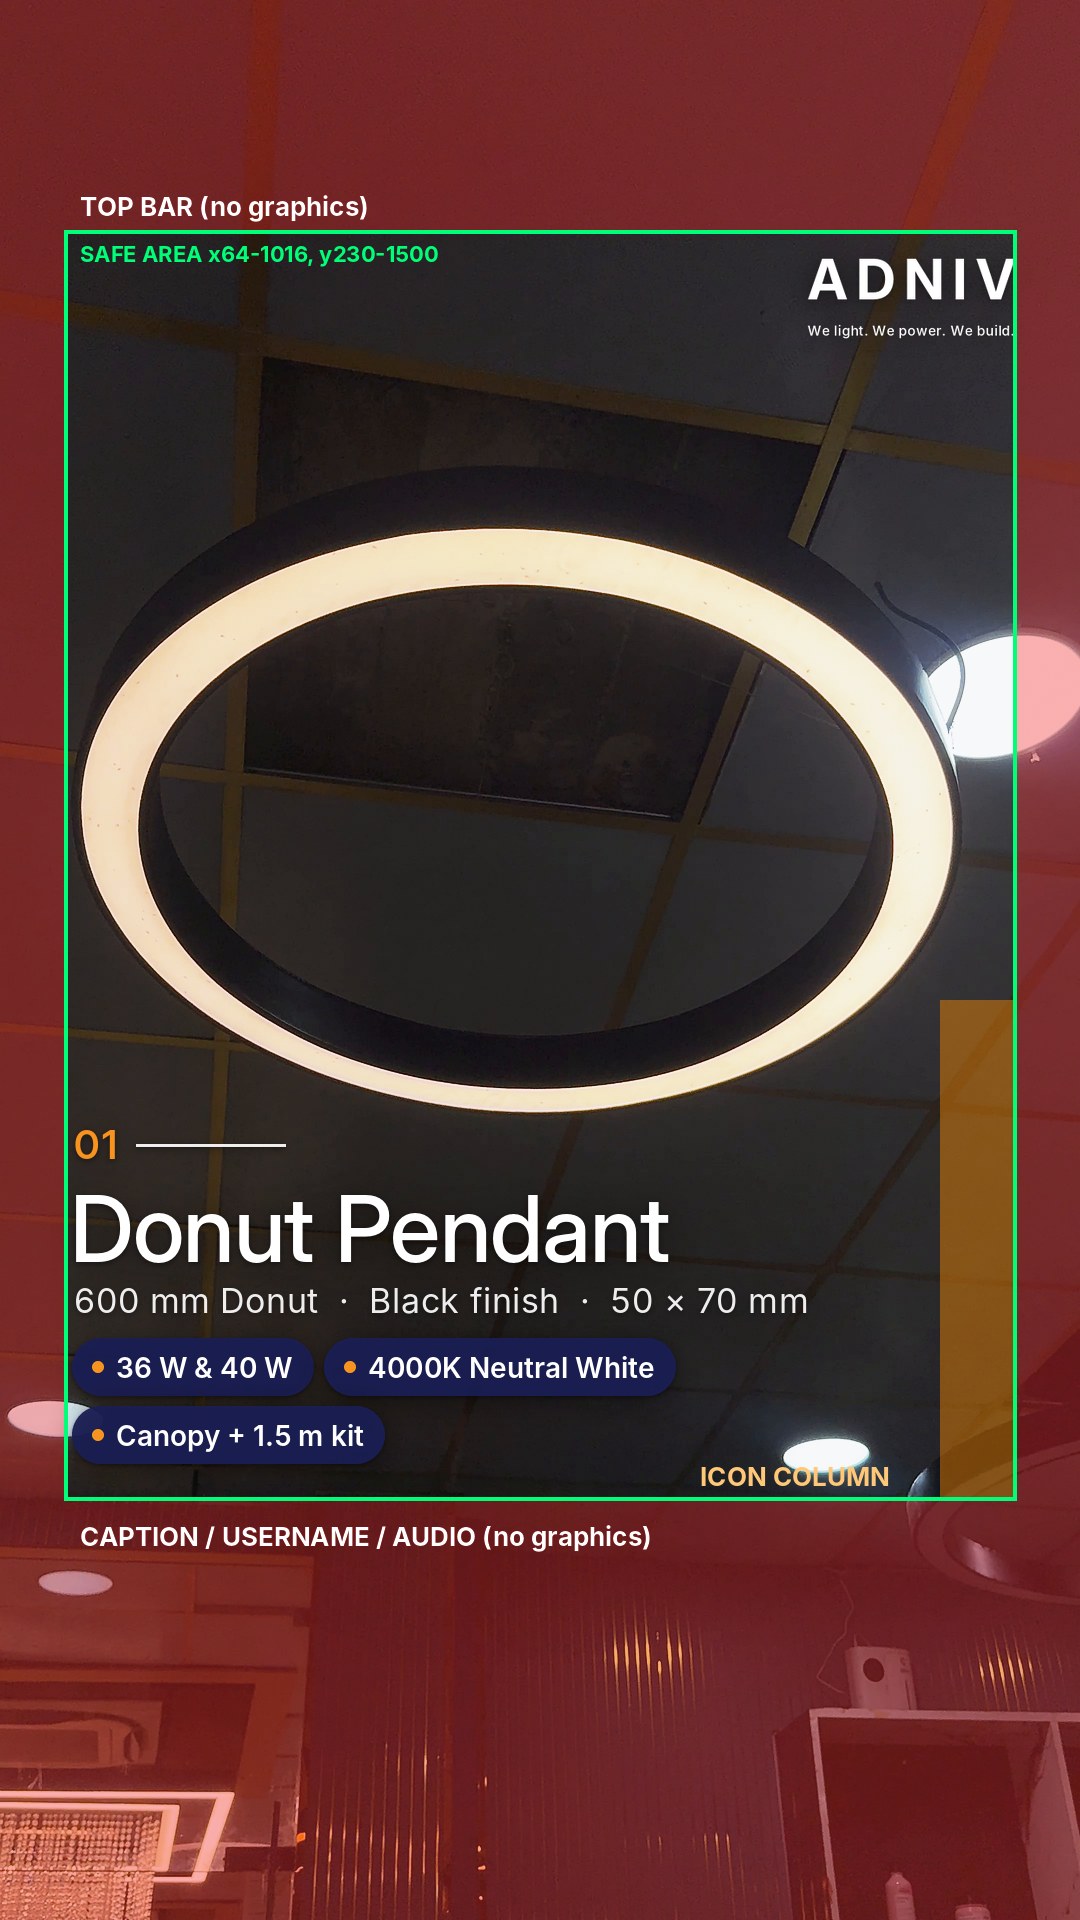 TOP BAR (no graphics)
SAFE AREA x64-1016, y230-1500
ADNIV
We light. We power. We build.
01
Donut Pendant
600 mm Donut · Black finish · 50 × 70 mm
36 W & 40 W
4000K Neutral White
Canopy + 1.5 m kit
ICON COLUMN
CAPTION / USERNAME / AUDIO (no graphics)